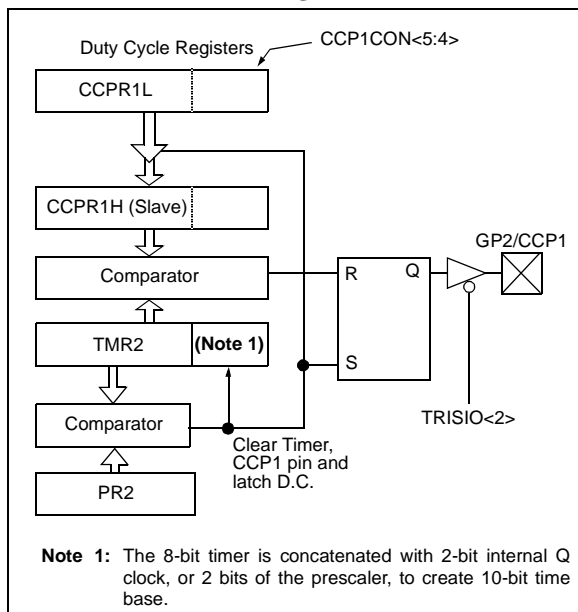 Duty Cycle Registers
CCP1CON<5:4>
CCPR1L
CCPR1H (Slave)
Comparator
TMR2
(Note 1)
Comparator
PR2
Clear Timer,
CCP1 pin and
latch D.C.
R
Q
S
GP2/CCP1
TRISIO<2>
Note 1: The 8-bit timer is concatenated with 2-bit internal Q
clock, or 2 bits of the prescaler, to create 10-bit time
base.